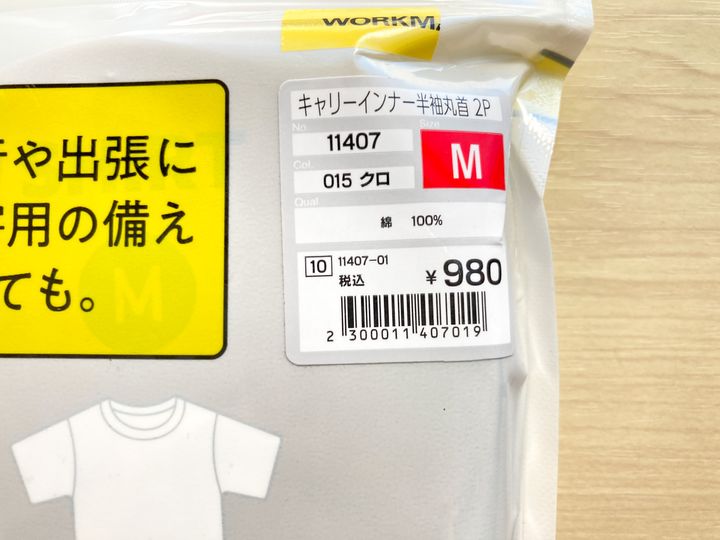 WORKMA
キャリーインナー半袖丸首 2P
No
Size
11407
M
Col.
015 クロ
Qual
綿 100%
10 11407-01
税込 ¥980
2 300011 407019
や出張に
用の備え
ても。
M